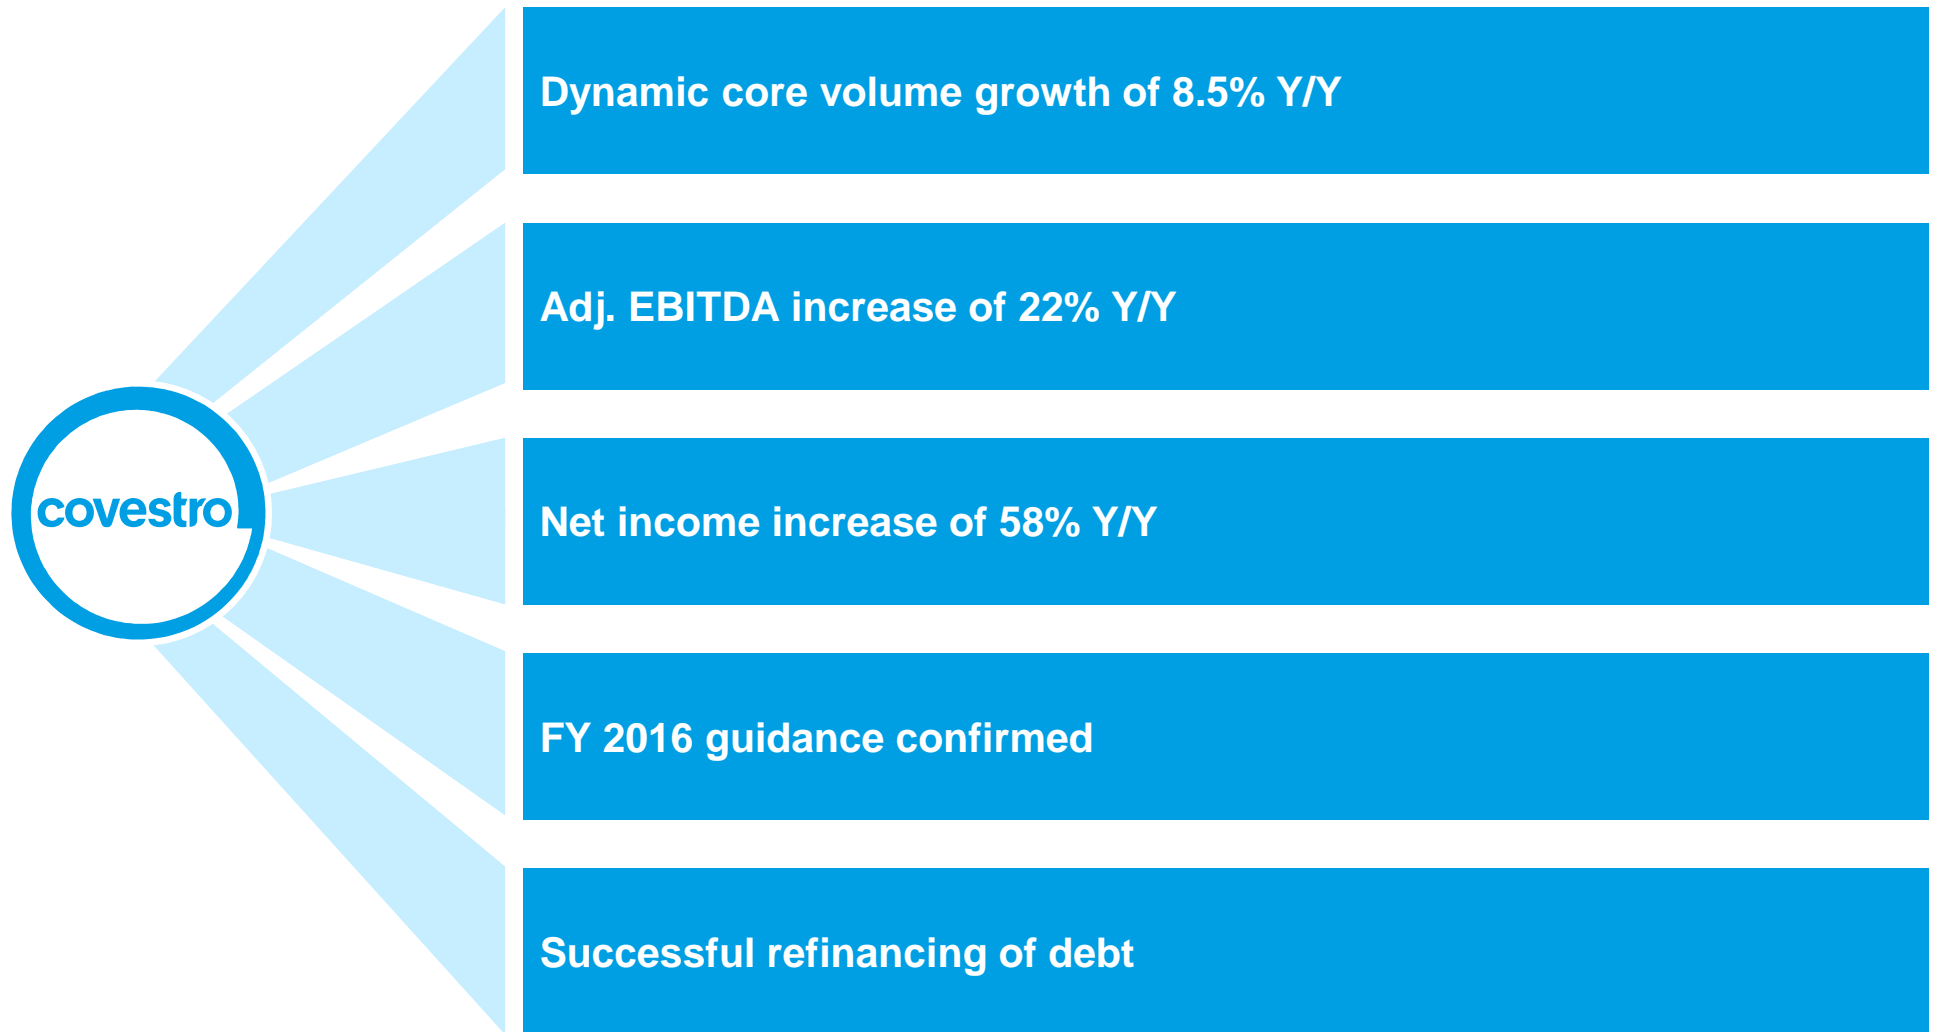 Dynamic core volume growth of 8.5% Y/Y
Adj. EBITDA increase of 22% Y/Y
covestro
Net income increase of 58% Y/Y
FY 2016 guidance confirmed
Successful refinancing of debt